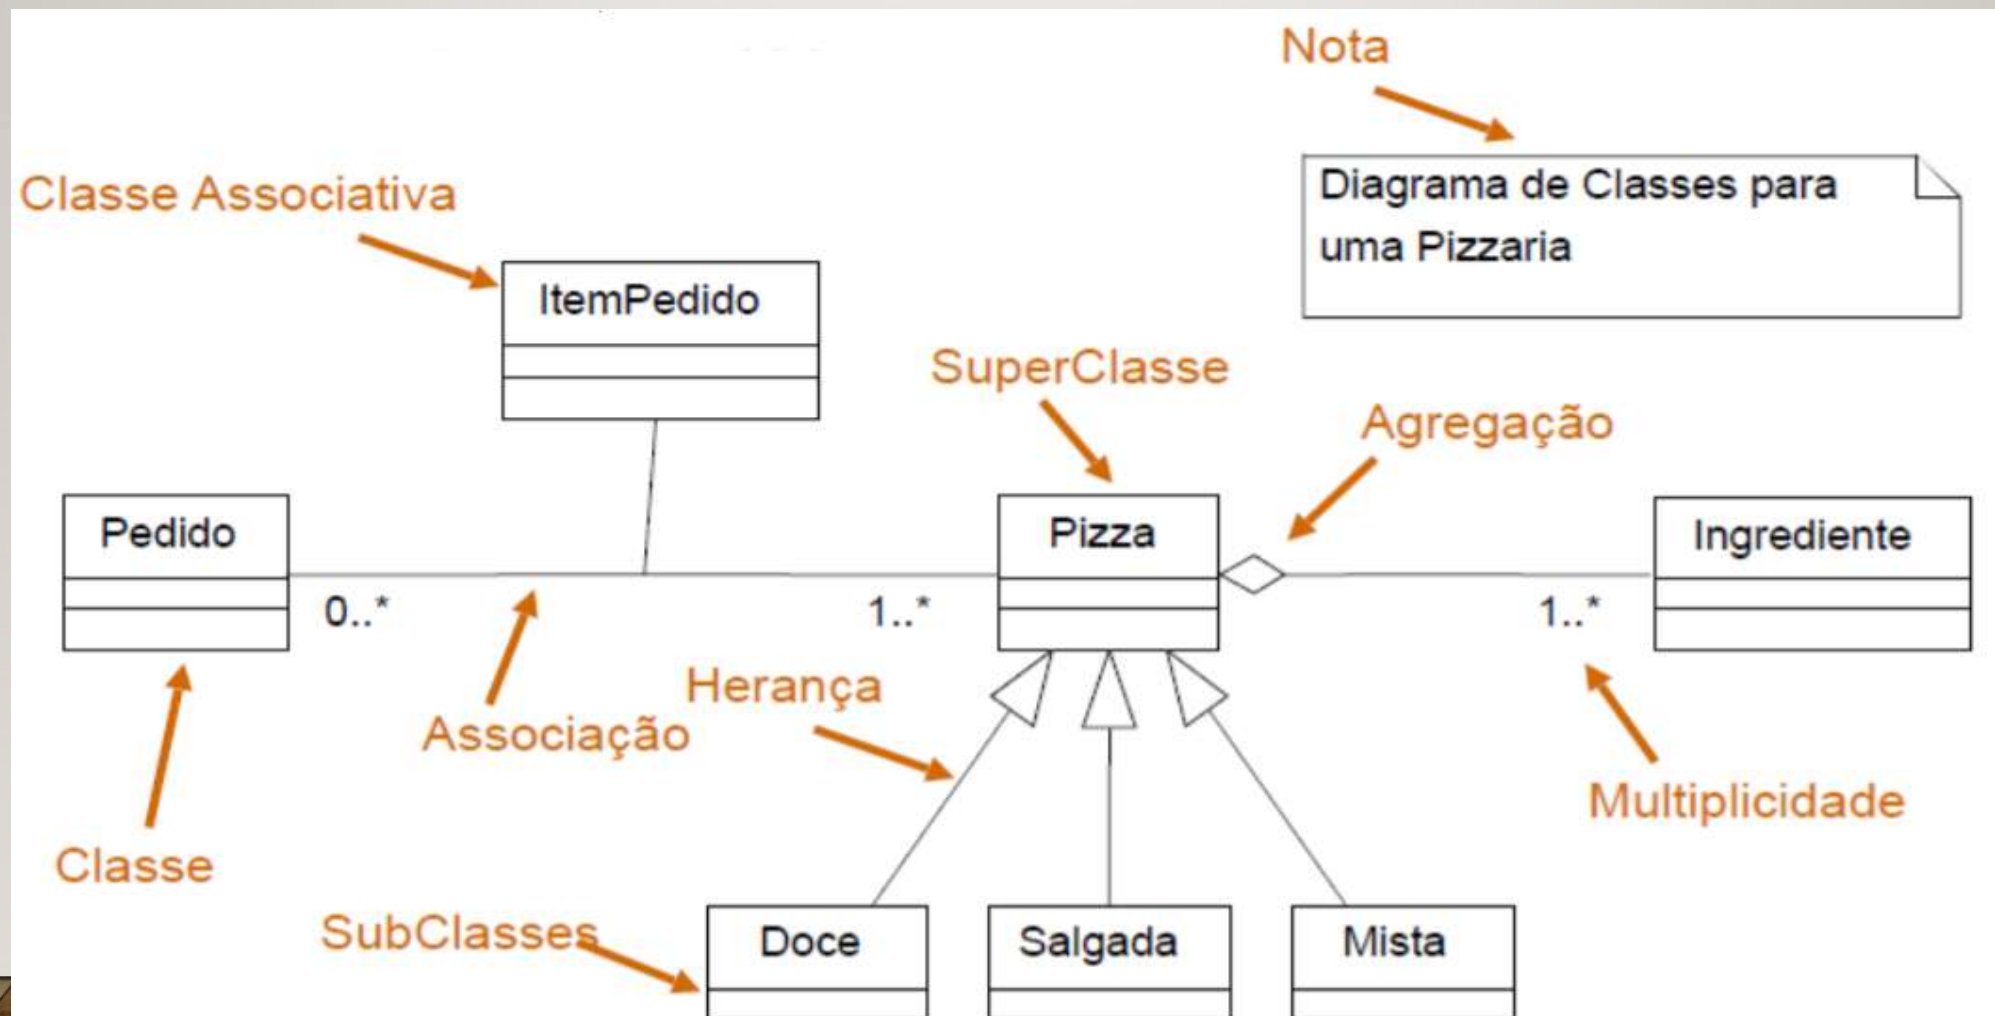 Nota
Diagrama de Classes para
uma Pizzaria
Classe Associativa
ItemPedido
SuperClasse
Agregação
Pedido
Pizza
Ingrediente
0..*
1..*
1..*
Herança
Associação
Multiplicidade
Classe
SubClasses
Doce
Salgada
Mista